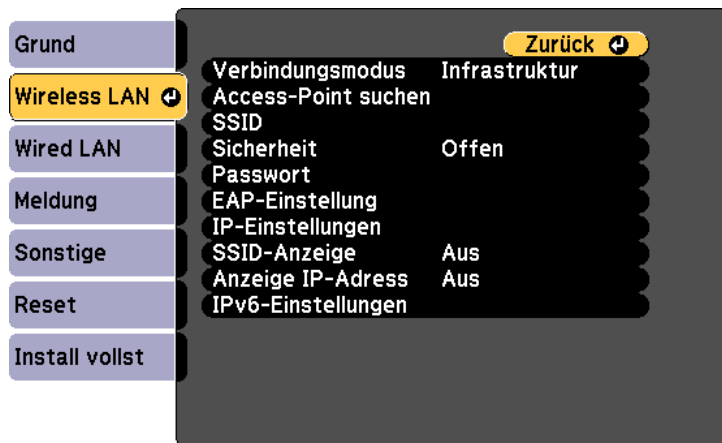 Grund
Wireless LAN
Wired LAN
Meldung
Sonstige
Reset
Install vollst
Zurück
Verbindungsmodus Infrastruktur
Access-Point suchen
SSID
Sicherheit Offen
Passwort
EAP-Einstellung
IP-Einstellungen
SSID-Anzeige Aus
Anzeige IP-Adress Aus
IPv6-Einstellungen